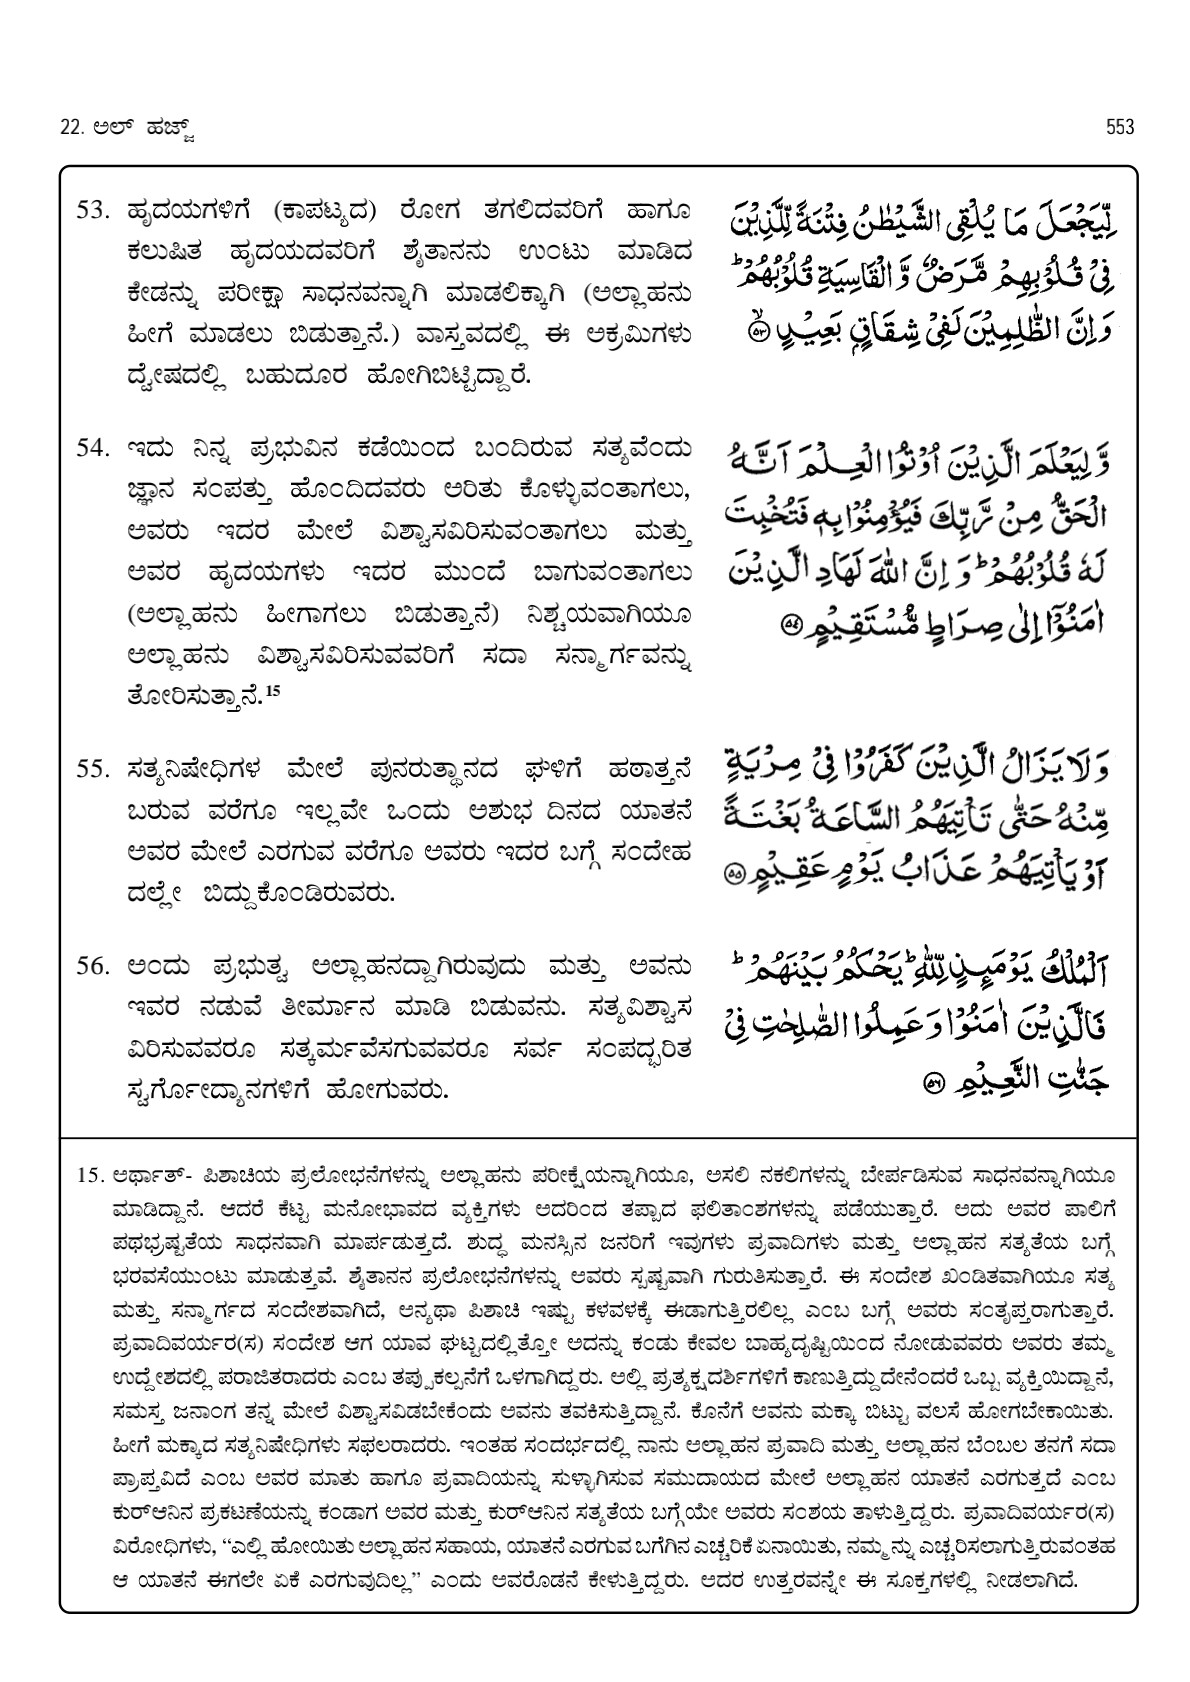 22. ಅಲ್ ಹಜ್ಜ್ 553
53. ಹೃದಯಗಳಿಗೆ (ಕಾಪಟ್ಯದ) ರೋಗ ತಗಲಿದವರಿಗೆ ಹಾಗೂ
ಕಲುಷಿತ ಹೃದಯದವರಿಗೆ ಶೈತಾನನು ಉಂಟು ಮಾಡಿದ
ಕೇಡನ್ನು ಪರೀಕ್ಷಾ ಸಾಧನವನ್ನಾಗಿ ಮಾಡಲಿಕ್ಕಾಗಿ (ಅಲ್ಲಾಹನು
ಹೀಗೆ ಮಾಡಲು ಬಿಡುತ್ತಾನೆ.) ವಾಸ್ತವದಲ್ಲಿ ಈ ಅಕ್ರಮಿಗಳು
ದ್ವೇಷದಲ್ಲಿ ಬಹುದೂರ ಹೋಗಿಬಿಟ್ಟಿದ್ದಾರೆ.
لِّيَجْعَلَ مَا يُلْقِى الشَّيْطٰنُ فِتْنَةً لِّلَّذِيْنَ
فِىْ قُلُوْبِهِمْ مَّرَضٌ وَّالْقَاسِيَةِ قُلُوْبُهُمْ ؕ
وَاِنَّ الظّٰلِمِيْنَ لَفِىْ شِقَاقٍۢ بَعِيْدٍ ۙ‏﴿۵۳﴾
54. ಇದು ನಿನ್ನ ಪ್ರಭುವಿನ ಕಡೆಯಿಂದ ಬಂದಿರುವ ಸತ್ಯವೆಂದು
ಜ್ಞಾನ ಸಂಪತ್ತು ಹೊಂದಿದವರು ಅರಿತು ಕೊಳ್ಳುವಂತಾಗಲು,
ಅವರು ಇದರ ಮೇಲೆ ವಿಶ್ವಾಸವಿರಿಸುವಂತಾಗಲು ಮತ್ತು
ಅವರ ಹೃದಯಗಳು ಇದರ ಮುಂದೆ ಬಾಗುವಂತಾಗಲು
(ಅಲ್ಲಾಹನು ಹೀಗಾಗಲು ಬಿಡುತ್ತಾನೆ) ನಿಶ್ಚಯವಾಗಿಯೂ
ಅಲ್ಲಾಹನು ವಿಶ್ವಾಸವಿರಿಸುವವರಿಗೆ ಸದಾ ಸನ್ಮಾರ್ಗವನ್ನು
ತೋರಿಸುತ್ತಾನೆ.15
وَّلِيَعْلَمَ الَّذِيْنَ اُوْتُوا الْعِلْمَ اَنَّهُ
الْحَقُّ مِنْ رَّبِّكَ فَيُؤْمِنُوْا بِهٖ فَتُخْبِتَ
لَهٗ قُلُوْبُهُمْ ؕ وَاِنَّ اللّٰهَ لَهَادِ الَّذِيْنَ
اٰمَنُوْۤا اِلٰى صِرَاطٍ مُّسْتَقِيْمٍ ﴿۵۴﴾
55. ಸತ್ಯನಿಷೇಧಿಗಳ ಮೇಲೆ ಪುನರುತ್ಥಾನದ ಘಳಿಗೆ ಹಠಾತ್ತನೆ
ಬರುವ ವರೆಗೂ ಇಲ್ಲವೇ ಒಂದು ಅಶುಭ ದಿನದ ಯಾತನೆ
ಅವರ ಮೇಲೆ ಎರಗುವ ವರೆಗೂ ಅವರು ಇದರ ಬಗ್ಗೆ ಸಂದೇಹ
ದಲ್ಲೇ ಬಿದ್ದುಕೊಂಡಿರುವರು.
وَلَا يَزَالُ الَّذِيْنَ كَفَرُوْا فِىْ مِرْيَةٍ
مِّنْهُ حَتّٰى تَاْتِيَهُمُ السَّاعَةُ بَغْتَةً
اَوْ يَاْتِيَهُمْ عَذَابُ يَوْمٍ عَقِيْمٍ ﴿۵۵﴾
56. ಅಂದು ಪ್ರಭುತ್ವ ಅಲ್ಲಾಹನದ್ದಾಗಿರುವುದು ಮತ್ತು ಅವನು
ಇವರ ನಡುವೆ ತೀರ್ಮಾನ ಮಾಡಿ ಬಿಡುವನು. ಸತ್ಯವಿಶ್ವಾಸ
ವಿರಿಸುವವರೂ ಸತ್ಕರ್ಮವೆಸಗುವವರೂ ಸರ್ವ ಸಂಪದ್ಭರಿತ
ಸ್ವರ್ಗೋದ್ಯಾನಗಳಿಗೆ ಹೋಗುವರು.
اَلْمُلْكُ يَوْمَٮِٕذٍ لِّلّٰهِ ؕ يَحْكُمُ بَيْنَهُمْ ؕ
فَالَّذِيْنَ اٰمَنُوْا وَعَمِلُوا الصّٰلِحٰتِ فِىْ
جَنّٰتِ النَّعِيْمِ ﴿۵۶﴾
15. ಅರ್ಥಾತ್- ಪಿಶಾಚಿಯ ಪ್ರಲೋಭನೆಗಳನ್ನು ಅಲ್ಲಾಹನು ಪರೀಕ್ಷೆಯನ್ನಾಗಿಯೂ, ಅಸಲಿ ನಕಲಿಗಳನ್ನು ಬೇರ್ಪಡಿಸುವ ಸಾಧನವನ್ನಾಗಿಯೂ
ಮಾಡಿದ್ದಾನೆ. ಆದರೆ ಕೆಟ್ಟ ಮನೋಭಾವದ ವ್ಯಕ್ತಿಗಳು ಅದರಿಂದ ತಪ್ಪಾದ ಫಲಿತಾಂಶಗಳನ್ನು ಪಡೆಯುತ್ತಾರೆ. ಅದು ಅವರ ಪಾಲಿಗೆ
ಪಥಭ್ರಷ್ಟತೆಯ ಸಾಧನವಾಗಿ ಮಾರ್ಪಡುತ್ತದೆ. ಶುದ್ಧ ಮನಸ್ಸಿನ ಜನರಿಗೆ ಇವುಗಳು ಪ್ರವಾದಿಗಳು ಮತ್ತು ಅಲ್ಲಾಹನ ಸತ್ಯತೆಯ ಬಗ್ಗೆ
ಭರವಸೆಯುಂಟು ಮಾಡುತ್ತವೆ. ಶೈತಾನನ ಪ್ರಲೋಭನೆಗಳನ್ನು ಅವರು ಸ್ಪಷ್ಟವಾಗಿ ಗುರುತಿಸುತ್ತಾರೆ. ಈ ಸಂದೇಶ ಖಂಡಿತವಾಗಿಯೂ ಸತ್ಯ
ಮತ್ತು ಸನ್ಮಾರ್ಗದ ಸಂದೇಶವಾಗಿದೆ, ಅನ್ಯಥಾ ಪಿಶಾಚಿ ಇಷ್ಟು ಕಳವಳಕ್ಕೆ ಈಡಾಗುತ್ತಿರಲಿಲ್ಲ ಎಂಬ ಬಗ್ಗೆ ಅವರು ಸಂತೃಪ್ತರಾಗುತ್ತಾರೆ.
ಪ್ರವಾದಿವರ್ಯರ(ಸ) ಸಂದೇಶ ಆಗ ಯಾವ ಘಟ್ಟದಲ್ಲಿತ್ತೋ ಅದನ್ನು ಕಂಡು ಕೇವಲ ಬಾಹ್ಯದೃಷ್ಟಿಯಿಂದ ನೋಡುವವರು ಅವರು ತಮ್ಮ
ಉದ್ದೇಶದಲ್ಲಿ ಪರಾಜಿತರಾದರು ಎಂಬ ತಪ್ಪುಕಲ್ಪನೆಗೆ ಒಳಗಾಗಿದ್ದರು. ಅಲ್ಲಿ ಪ್ರತ್ಯಕ್ಷದರ್ಶಿಗಳಿಗೆ ಕಾಣುತ್ತಿದ್ದುದೇನೆಂದರೆ ಒಬ್ಬ ವ್ಯಕ್ತಿಯಿದ್ದಾನೆ,
ಸಮಸ್ತ ಜನಾಂಗ ತನ್ನ ಮೇಲೆ ವಿಶ್ವಾಸವಿಡಬೇಕೆಂದು ಅವನು ತವಕಿಸುತ್ತಿದ್ದಾನೆ. ಕೊನೆಗೆ ಅವನು ಮಕ್ಕಾ ಬಿಟ್ಟು ವಲಸೆ ಹೋಗಬೇಕಾಯಿತು.
ಹೀಗೆ ಮಕ್ಕಾದ ಸತ್ಯನಿಷೇಧಿಗಳು ಸಫಲರಾದರು. ಇಂತಹ ಸಂದರ್ಭದಲ್ಲಿ ನಾನು ಅಲ್ಲಾಹನ ಪ್ರವಾದಿ ಮತ್ತು ಅಲ್ಲಾಹನ ಬೆಂಬಲ ತನಗೆ ಸದಾ
ಪ್ರಾಪ್ತವಿದೆ ಎಂಬ ಅವರ ಮಾತು ಹಾಗೂ ಪ್ರವಾದಿಯನ್ನು ಸುಳ್ಳಾಗಿಸುವ ಸಮುದಾಯದ ಮೇಲೆ ಅಲ್ಲಾಹನ ಯಾತನೆ ಎರಗುತ್ತದೆ ಎಂಬ
ಕುರ್‌ಆನಿನ ಪ್ರಕಟಣೆಯನ್ನು ಕಂಡಾಗ ಅವರ ಮತ್ತು ಕುರ್‌ಆನಿನ ಸತ್ಯತೆಯ ಬಗ್ಗೆಯೇ ಅವರು ಸಂಶಯ ತಾಳುತ್ತಿದ್ದರು. ಪ್ರವಾದಿವರ್ಯರ(ಸ)
ವಿರೋಧಿಗಳು, “ಎಲ್ಲಿ ಹೋಯಿತು ಅಲ್ಲಾಹನ ಸಹಾಯ, ಯಾತನೆ ಎರಗುವ ಬಗೆಗಿನ ಎಚ್ಚರಿಕೆ ಏನಾಯಿತು, ನಮ್ಮನ್ನು ಎಚ್ಚರಿಸಲಾಗುತ್ತಿರುವಂತಹ
ಆ ಯಾತನೆ ಈಗಲೇ ಏಕೆ ಎರಗುವುದಿಲ್ಲ” ಎಂದು ಅವರೊಡನೆ ಕೇಳುತ್ತಿದ್ದರು. ಅದರ ಉತ್ತರವನ್ನೇ ಈ ಸೂಕ್ತಗಳಲ್ಲಿ ನೀಡಲಾಗಿದೆ.